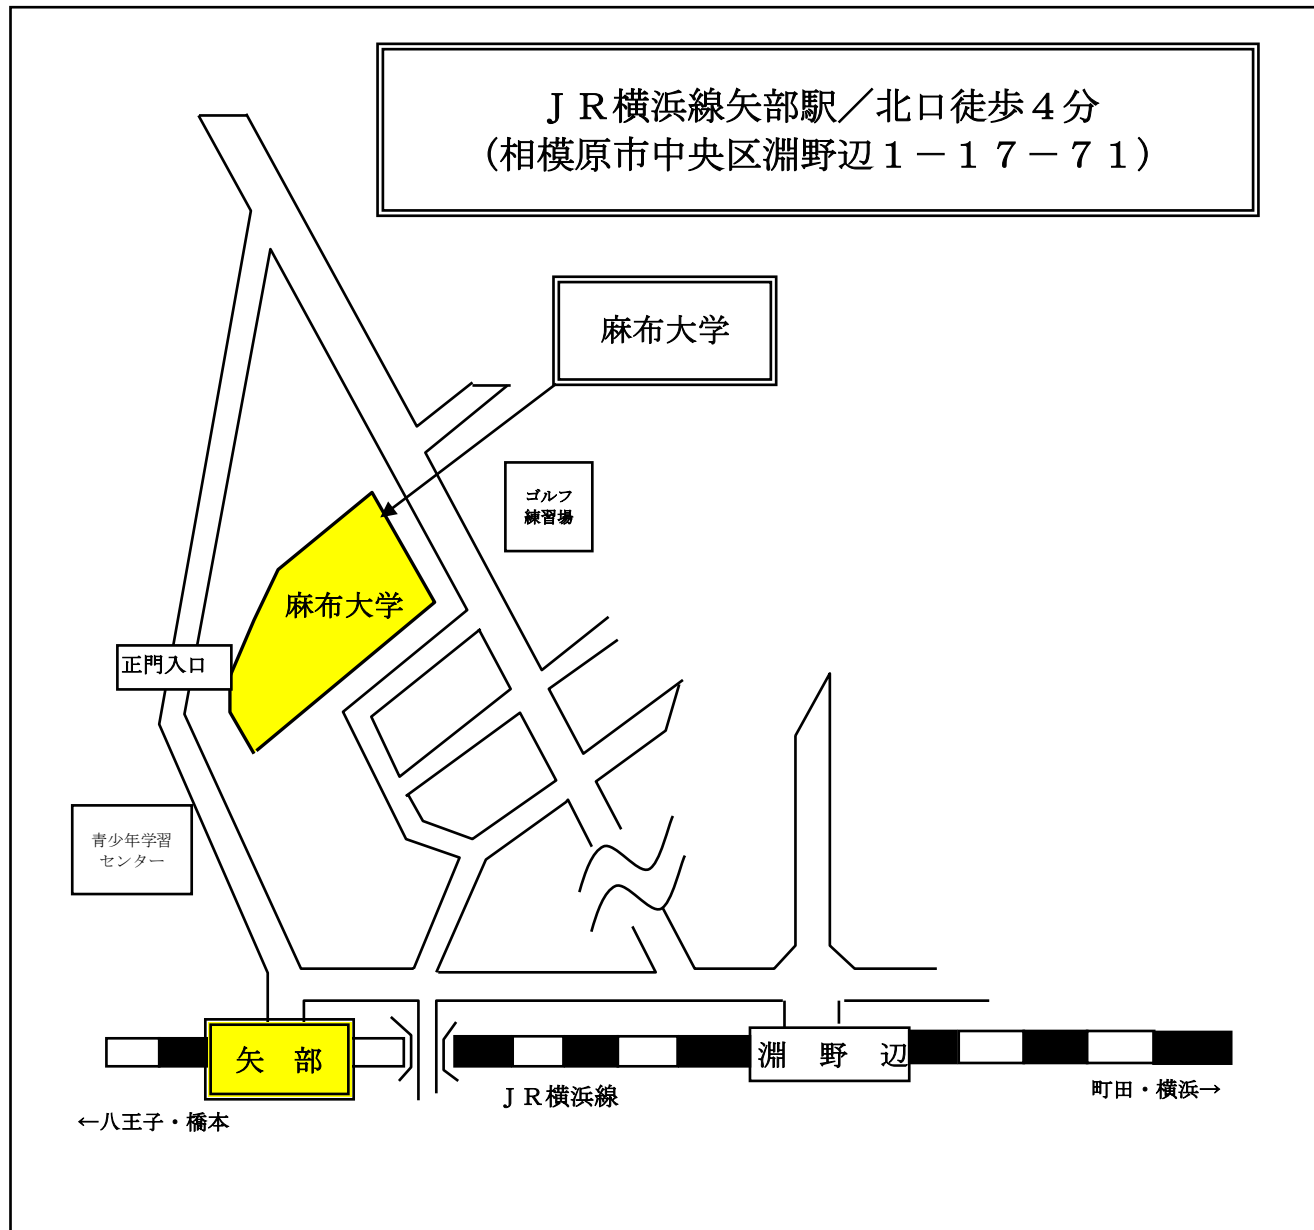 ＪＲ横浜線矢部駅／北口徒歩４分
(相模原市中央区淵野辺１－１７－７１)
麻布大学
ゴルフ
練習場
麻布大学
正門入口
青少年学習
センター
矢　部
淵　野　辺
ＪＲ横浜線
町田・横浜→
←八王子・橋本